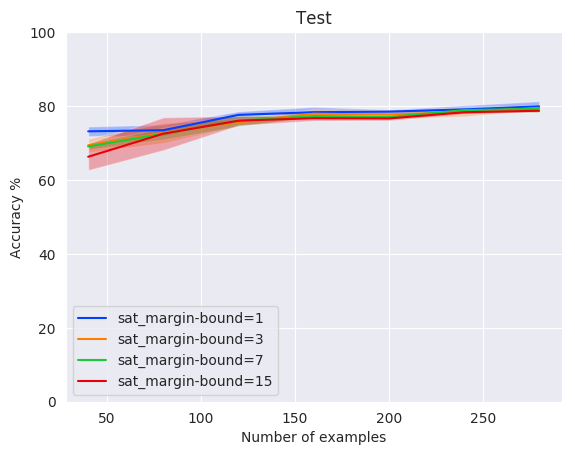 Test
100
80
60
40
20
0
Accuracy %
sat_margin-bound=1
sat_margin-bound=3
sat_margin-bound=7
sat_margin-bound=15
50 100 150 200 250
Number of examples